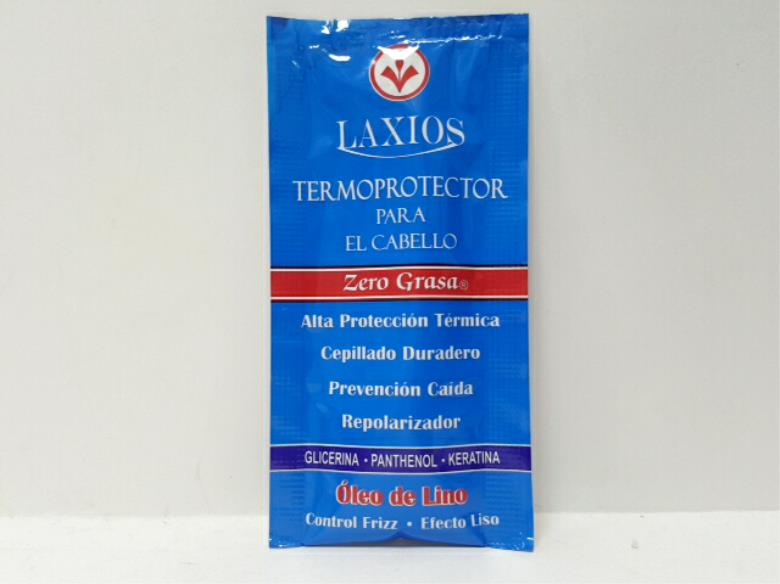 LAXIOS
TERMOPROTECTOR
PARA
EL CABELLO
Zero Grasa®
Alta Protección Térmica
Cepillado Duradero
Prevención Caída
Repolarizador
GLICERINA • PANTHENOL • KERATINA
Óleo de Lino
Control Frizz • Efecto Liso